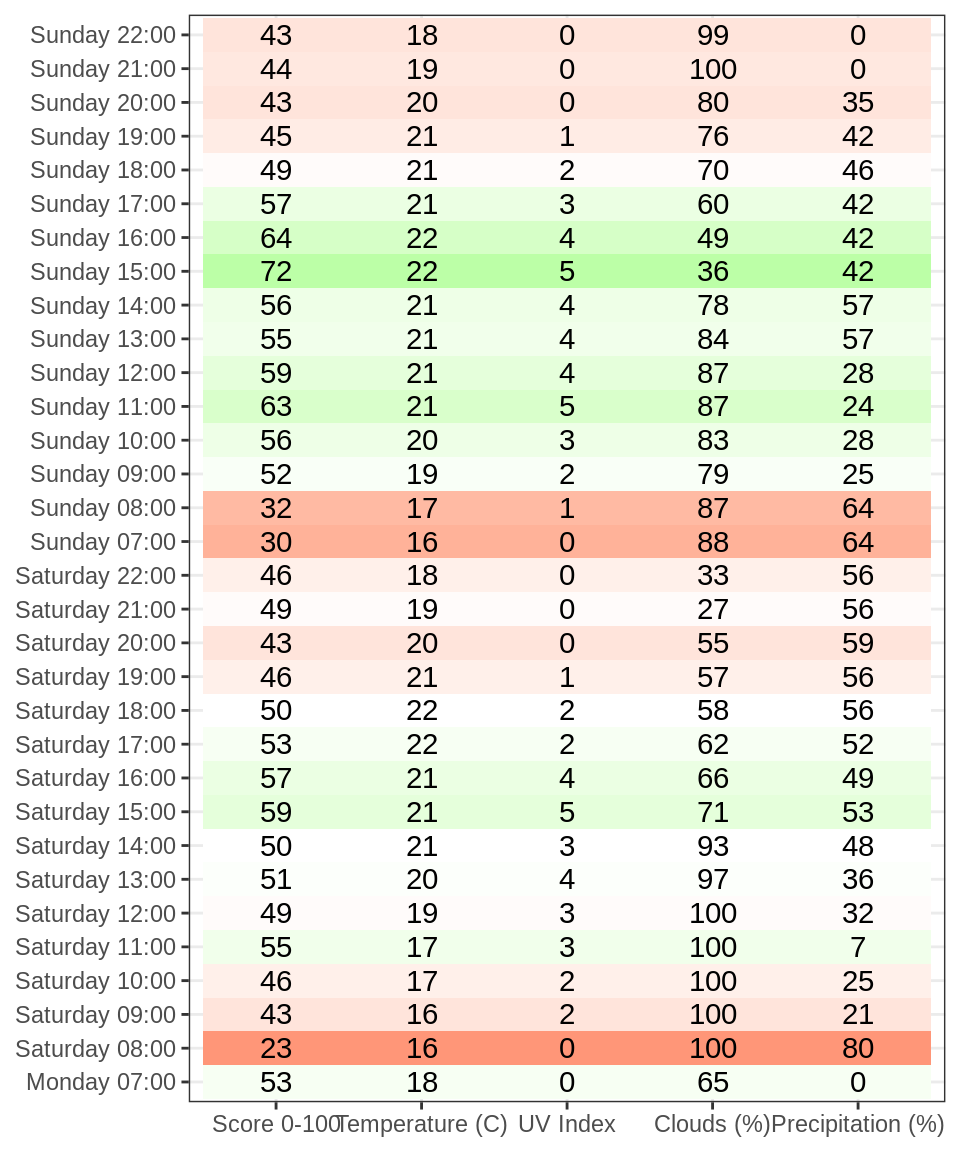 Sunday 22:00 43 18 0 99 0
Sunday 21:00 44 19 0 100 0
Sunday 20:00 43 20 0 80 35
Sunday 19:00 45 21 1 76 42
Sunday 18:00 49 21 2 70 46
Sunday 17:00 57 21 3 60 42
Sunday 16:00 64 22 4 49 42
Sunday 15:00 72 22 5 36 42
Sunday 14:00 56 21 4 78 57
Sunday 13:00 55 21 4 84 57
Sunday 12:00 59 21 4 87 28
Sunday 11:00 63 21 5 87 24
Sunday 10:00 56 20 3 83 28
Sunday 09:00 52 19 2 79 25
Sunday 08:00 32 17 1 87 64
Sunday 07:00 30 16 0 88 64
Saturday 22:00 46 18 0 33 56
Saturday 21:00 49 19 0 27 56
Saturday 20:00 43 20 0 55 59
Saturday 19:00 46 21 1 57 56
Saturday 18:00 50 22 2 58 56
Saturday 17:00 53 22 2 62 52
Saturday 16:00 57 21 4 66 49
Saturday 15:00 59 21 5 71 53
Saturday 14:00 50 21 3 93 48
Saturday 13:00 51 20 4 97 36
Saturday 12:00 49 19 3 100 32
Saturday 11:00 55 17 3 100 7
Saturday 10:00 46 17 2 100 25
Saturday 09:00 43 16 2 100 21
Saturday 08:00 23 16 0 100 80
Monday 07:00 53 18 0 65 0
Score 0-100 Temperature (C) UV Index Clouds (%) Precipitation (%)